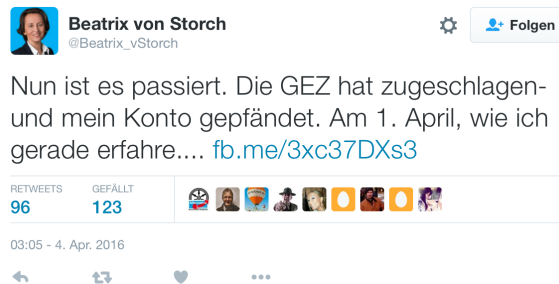 Beatrix von Storch
@Beatrix_vStorch
Folgen
Nun ist es passiert. Die GEZ hat zugeschlagen-
und mein Konto gepfändet. Am 1. April, wie ich
gerade erfahre.... fb.me/3xc37DXs3
RETWEETS GEFÄLLT
96 123
03:05 - 4. Apr. 2016